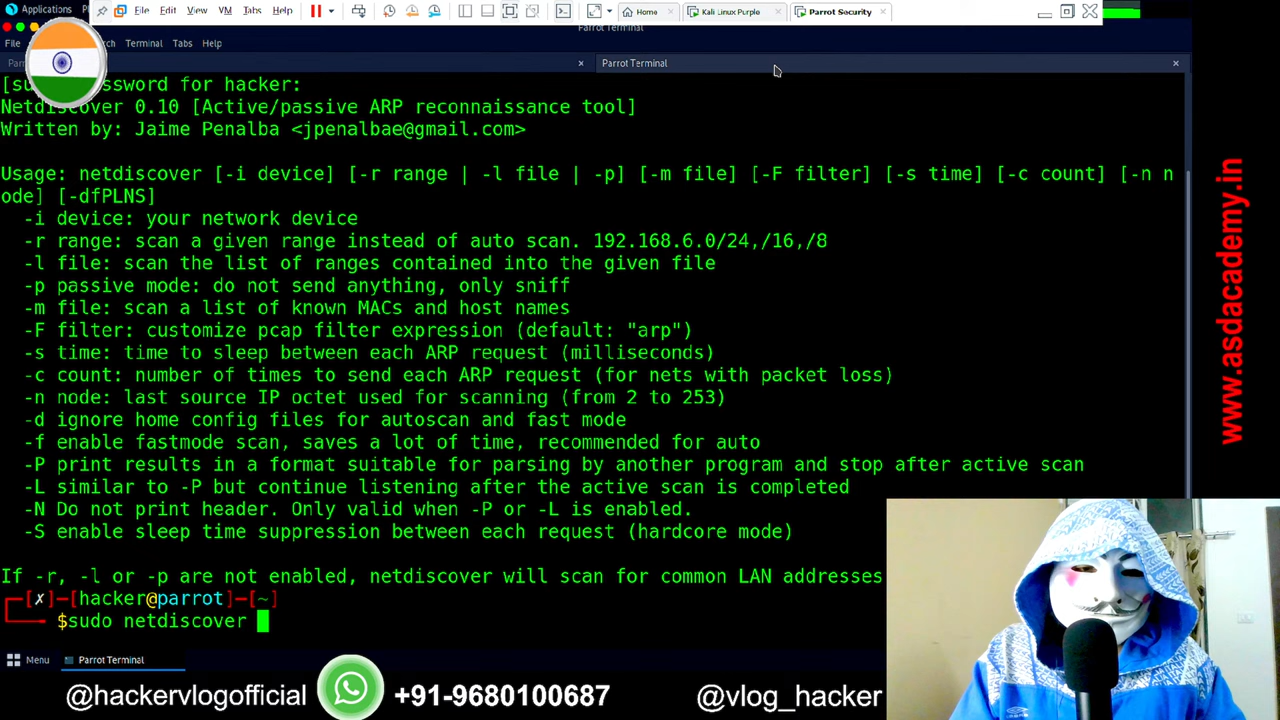 Applications
File Edit View VM Tabs Help
Home
Kali Linux Purple
Parrot Security
Parrot Terminal
File
Terminal Tabs Help
Parrot Terminal
Netdiscover 0.10 [Active/passive ARP reconnaissance tool]
Written by: Jaime Penalba <jpenalbae@gmail.com>
Usage: netdiscover [-i device] [-r range | -l file | -p] [-m file] [-F filter] [-s time] [-c count] [-n n
ode] [-dfPLNS]
-i device: your network device
-r range: scan a given range instead of auto scan. 192.168.6.0/24,/16,/8
-l file: scan the list of ranges contained into the given file
-p passive mode: do not send anything, only sniff
-m file: scan a list of known MACs and host names
-F filter: customize pcap filter expression (default: "arp")
-s time: time to sleep between each ARP request (milliseconds)
-c count: number of times to send each ARP request (for nets with packet loss)
-n node: last source IP octet used for scanning (from 2 to 253)
-d ignore home config files for autoscan and fast mode
-f enable fastmode scan, saves a lot of time, recommended for auto
-P print results in a format suitable for parsing by another program and stop after active scan
-L similar to -P but continue listening after the active scan is completed
-N Do not print header. Only valid when -P or -L is enabled.
-S enable sleep time suppression between each request (hardcore mode)
If -r, -l or -p are not enabled, netdiscover will scan for common LAN addresses
┌─[✗]─[hacker@parrot]─[~]
└──╼ $sudo netdiscover
Menu
Parrot Terminal
@hackervlogofficial
+91-9680100687
@vlog_hacker
www.asdacademy.in